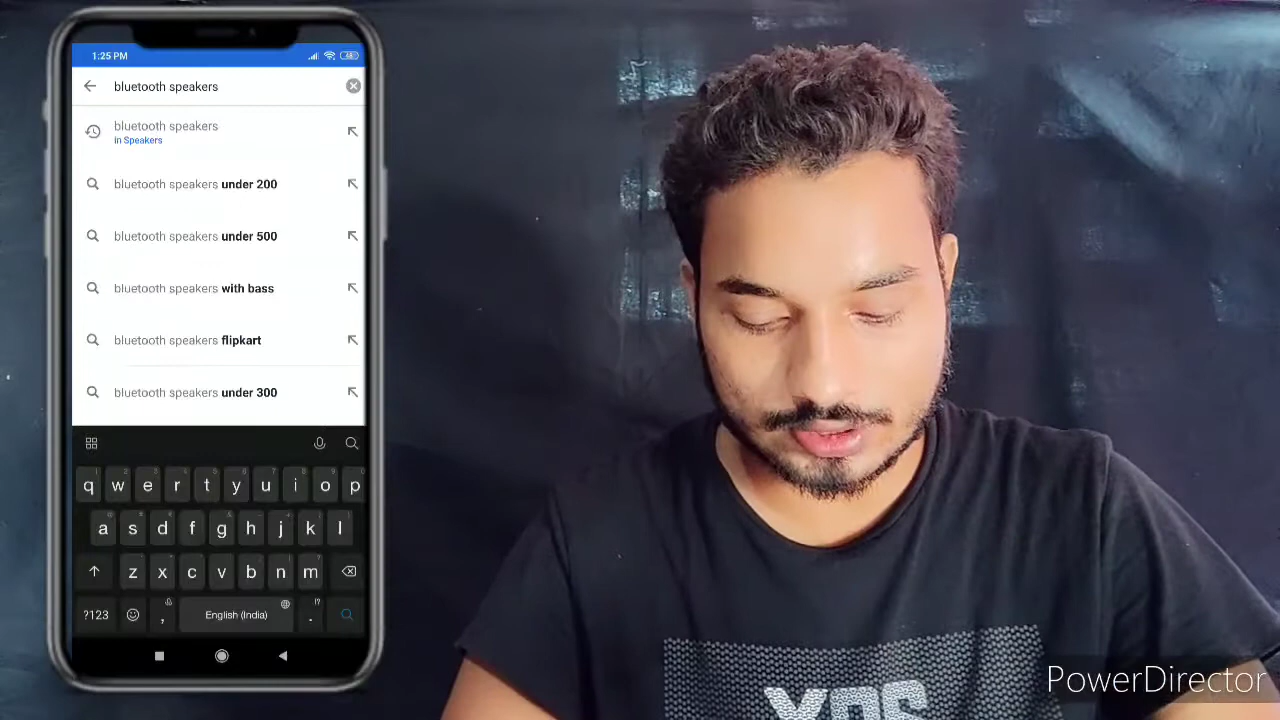 1:25 PM
48
bluetooth speakers
bluetooth speakers
in Speakers
bluetooth speakers under 200
bluetooth speakers under 500
bluetooth speakers with bass
bluetooth speakers flipkart
bluetooth speakers under 300
q w e r t y u i o p
a s d f g h j k l
z x c v b n m
?123 , English (India) .
PowerDirector